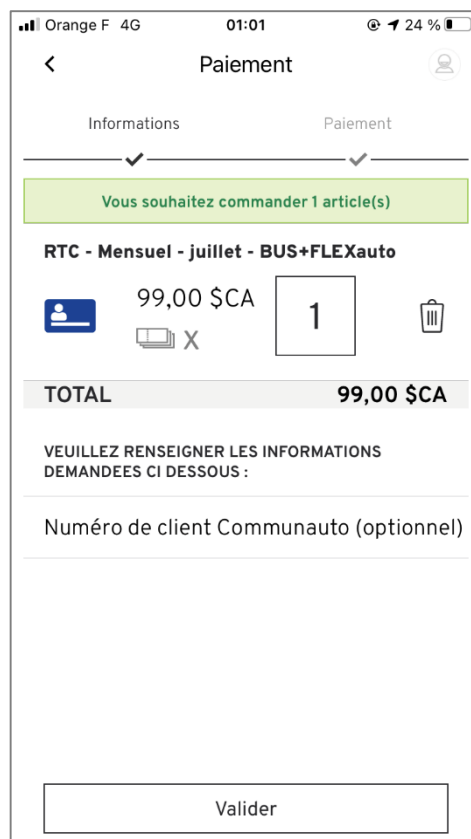 Orange F 4G 01:01 24 %
Paiement
Informations Paiement
Vous souhaitez commander 1 article(s)
RTC - Mensuel - juillet - BUS+FLEXauto
99,00 $CA 1
X
TOTAL 99,00 $CA
VEUILLEZ RENSEIGNER LES INFORMATIONS
DEMANDEES CI DESSOUS :
Numéro de client Communauto (optionnel)
Valider